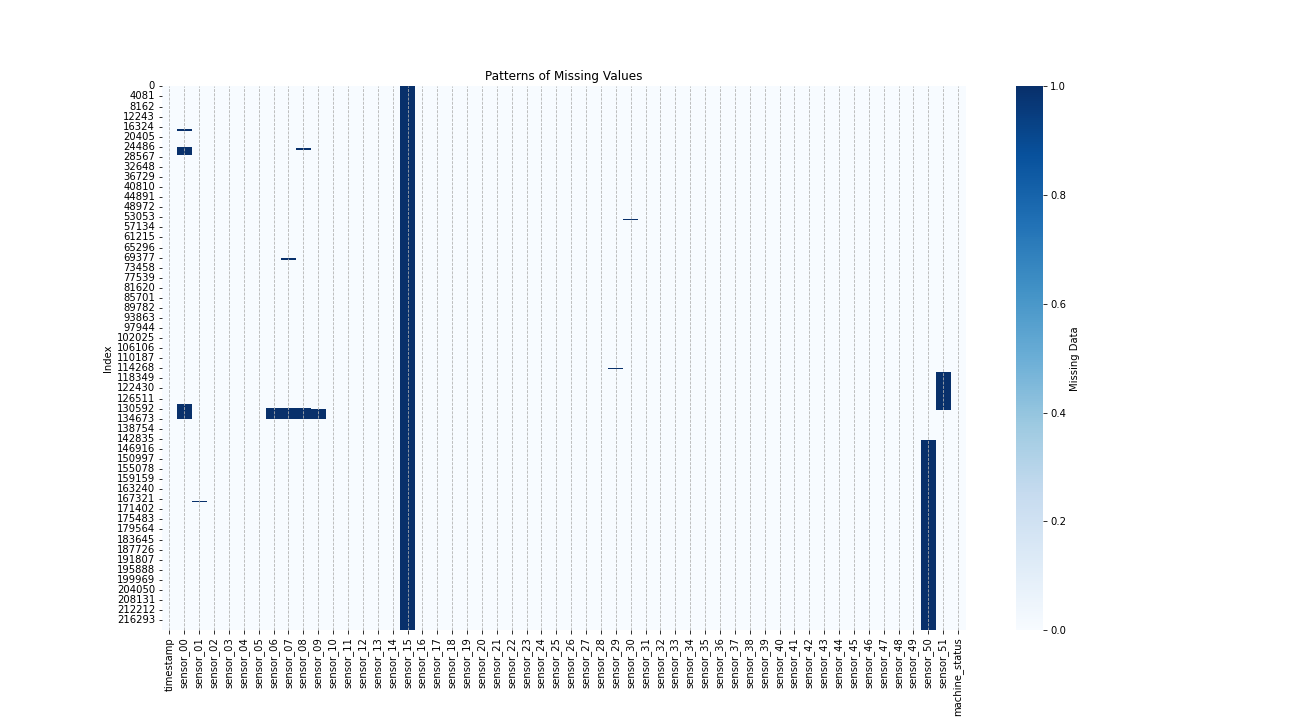 Patterns of Missing Values
0
4081
8162
12243
16324
20405
24486
28567
32648
36729
40810
44891
48972
53053
57134
61215
65296
69377
73458
77539
81620
85701
89782
93863
97944
102025
106106
110187
114268
118349
122430
126511
130592
134673
138754
142835
146916
150997
155078
159159
163240
167321
171402
175483
179564
183645
187726
191807
195888
199969
204050
208131
212212
216293
Index
timestamp
sensor_00
sensor_01
sensor_02
sensor_03
sensor_04
sensor_05
sensor_06
sensor_07
sensor_08
sensor_09
sensor_10
sensor_11
sensor_12
sensor_13
sensor_14
sensor_15
sensor_16
sensor_17
sensor_18
sensor_19
sensor_20
sensor_21
sensor_22
sensor_23
sensor_24
sensor_25
sensor_26
sensor_27
sensor_28
sensor_29
sensor_30
sensor_31
sensor_32
sensor_33
sensor_34
sensor_35
sensor_36
sensor_37
sensor_38
sensor_39
sensor_40
sensor_41
sensor_42
sensor_43
sensor_44
sensor_45
sensor_46
sensor_47
sensor_48
sensor_49
sensor_50
sensor_51
machine_status
1.0
0.8
0.6
0.4
0.2
0.0
Missing Data